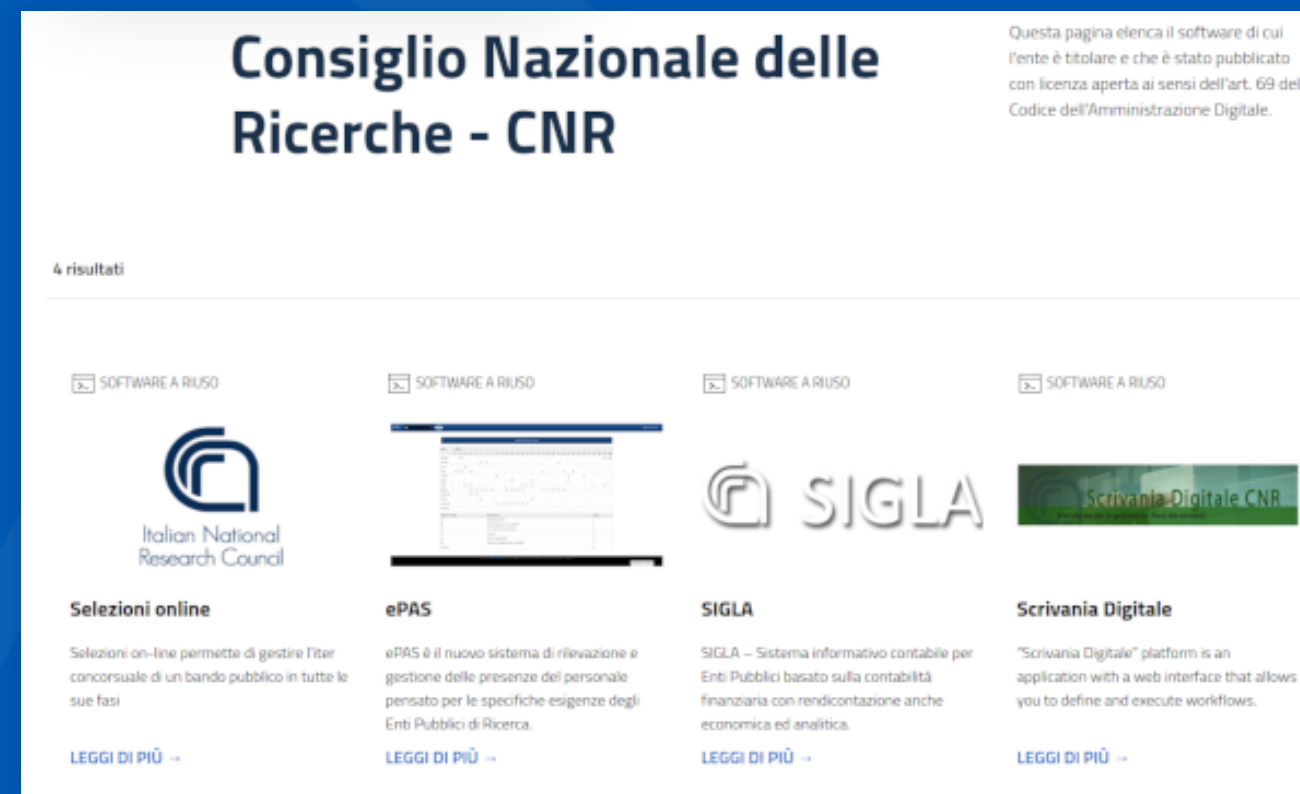 Consiglio Nazionale delle
Ricerche - CNR
Questa pagina elenca il software di cui
l'ente è titolare e che è stato pubblicato
con licenza aperta ai sensi dell'art. 69 del
Codice dell'Amministrazione Digitale.
4 risultati
SOFTWARE A RIUSO
Italian National
Research Council
Selezioni online
Selezioni on-line permette di gestire l'iter
concorsuale di un bando pubblico in tutte le
sue fasi
LEGGI DI PIÙ →
SOFTWARE A RIUSO
ePAS
ePAS è il nuovo sistema di rilevazione e
gestione delle presenze del personale
pensato per le specifiche esigenze degli
Enti Pubblici di Ricerca.
LEGGI DI PIÙ →
SOFTWARE A RIUSO
SIGLA
SIGLA
SIGLA – Sistema informativo contabile per
Enti Pubblici basato sulla contabilità
finanziaria con rendicontazione anche
economica ed analitica.
LEGGI DI PIÙ →
SOFTWARE A RIUSO
Scrivania Digitale CNR
Scrivania Digitale
"Scrivania Digitale" platform is an
application with a web interface that allows
you to define and execute workflows.
LEGGI DI PIÙ →